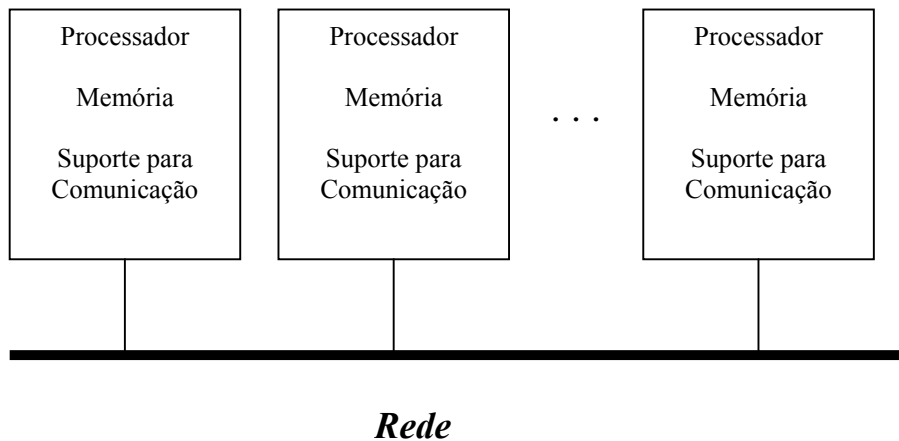 Processador
Memória
Suporte para
Comunicação
Processador
Memória
Suporte para
Comunicação
. . .
Processador
Memória
Suporte para
Comunicação
Rede